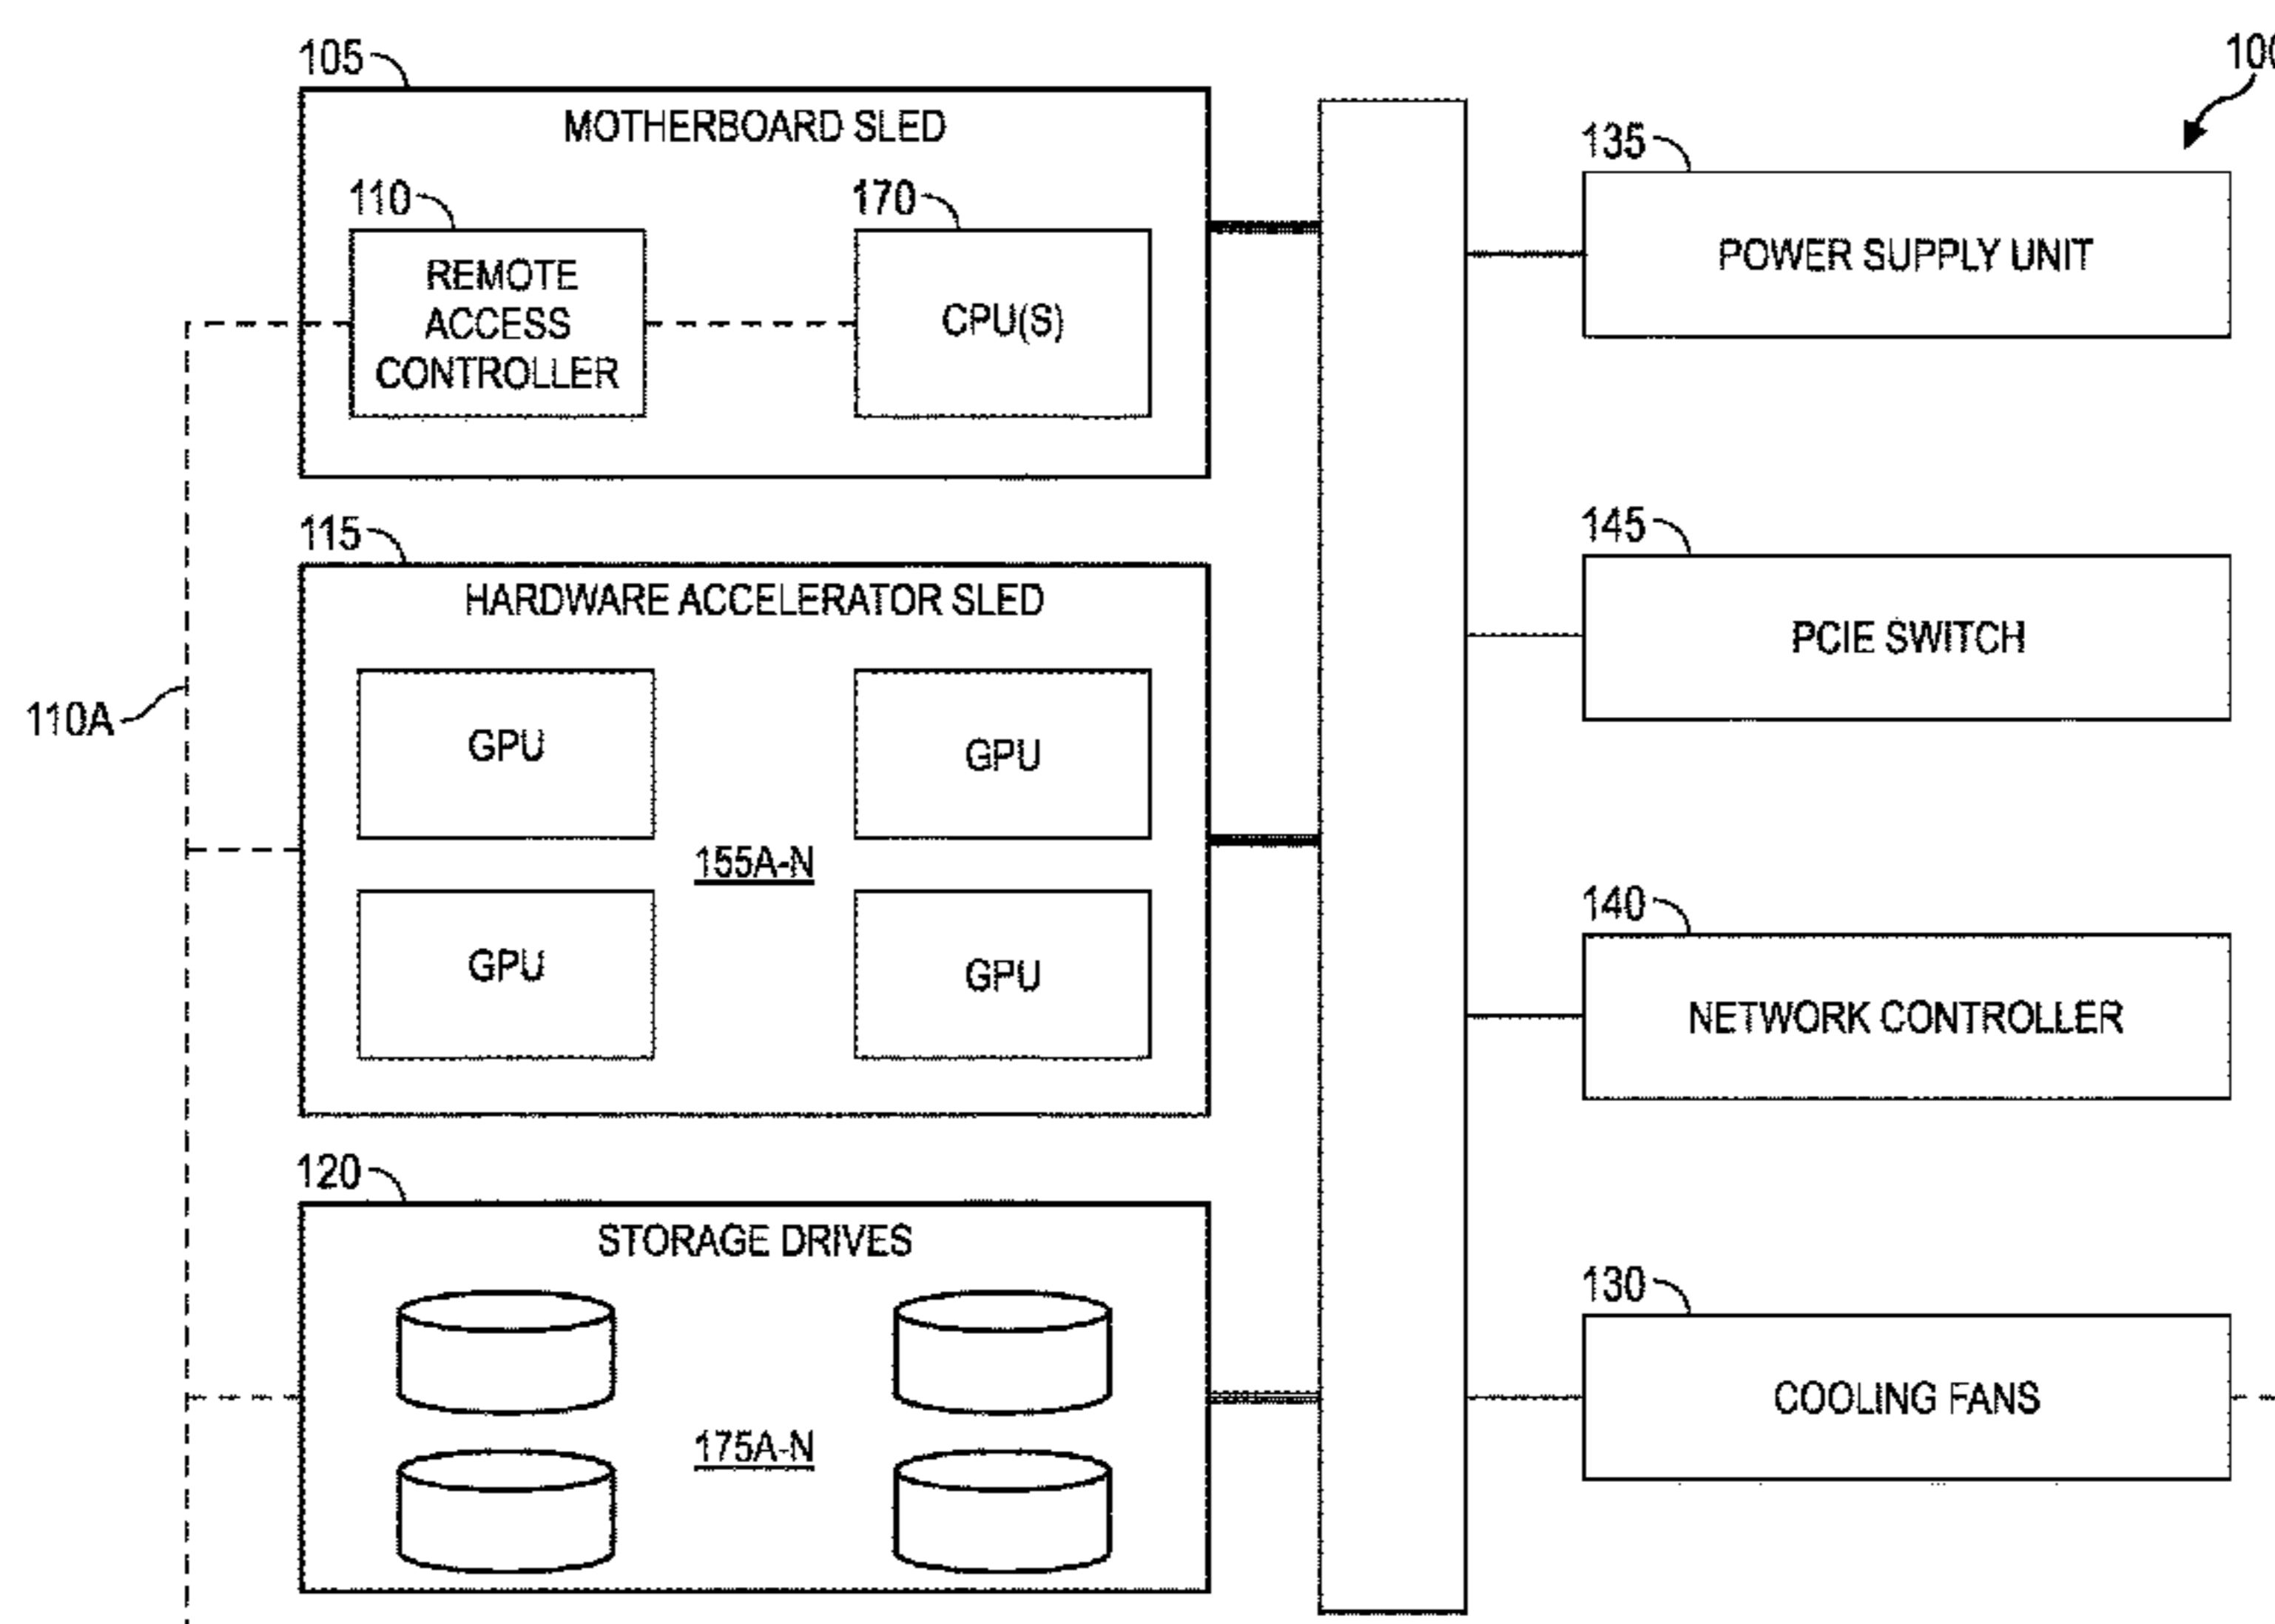 105
MOTHERBOARD SLED
110
170
REMOTE
ACCESS
CONTROLLER
CPU(S)
115
HARDWARE ACCELERATOR SLED
GPU
GPU
110A
155A-N
GPU
GPU
120
STORAGE DRIVES
175A-N
100
135
POWER SUPPLY UNIT
145
PCIE SWITCH
140
NETWORK CONTROLLER
130
COOLING FANS